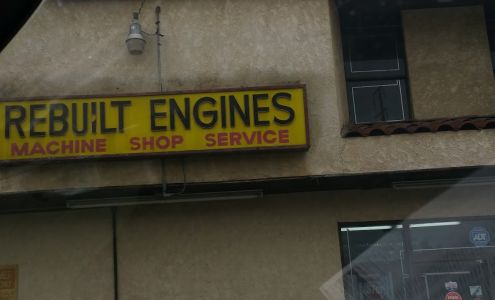 REBUILT ENGINES
MACHINE SHOP SERVICE
ADT